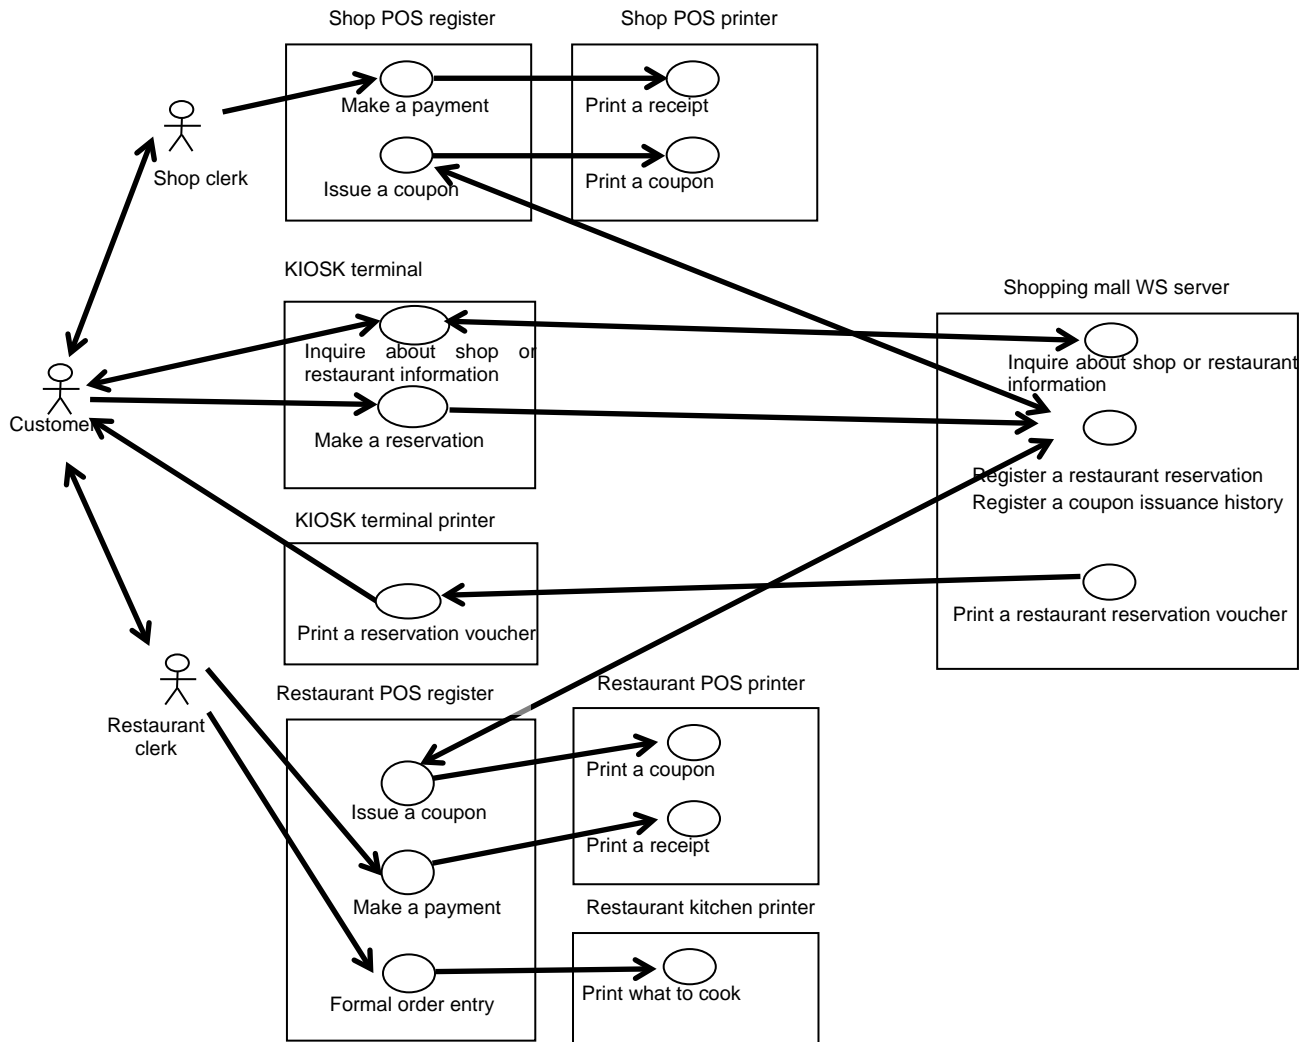 Shop POS register
Shop POS printer
Make a payment
Print a receipt
Shop clerk
Issue a coupon
Print a coupon
KIOSK terminal
Shopping mall WS server
Inquire about shop or
restaurant information
Inquire about shop or restaurant
information
Customer
Make a reservation
Register a restaurant reservation
Register a coupon issuance history
KIOSK terminal printer
Print a reservation voucher
Print a restaurant reservation voucher
Restaurant POS register
Restaurant POS printer
Restaurant
clerk
Print a coupon
Issue a coupon
Print a receipt
Make a payment
Restaurant kitchen printer
Formal order entry
Print what to cook